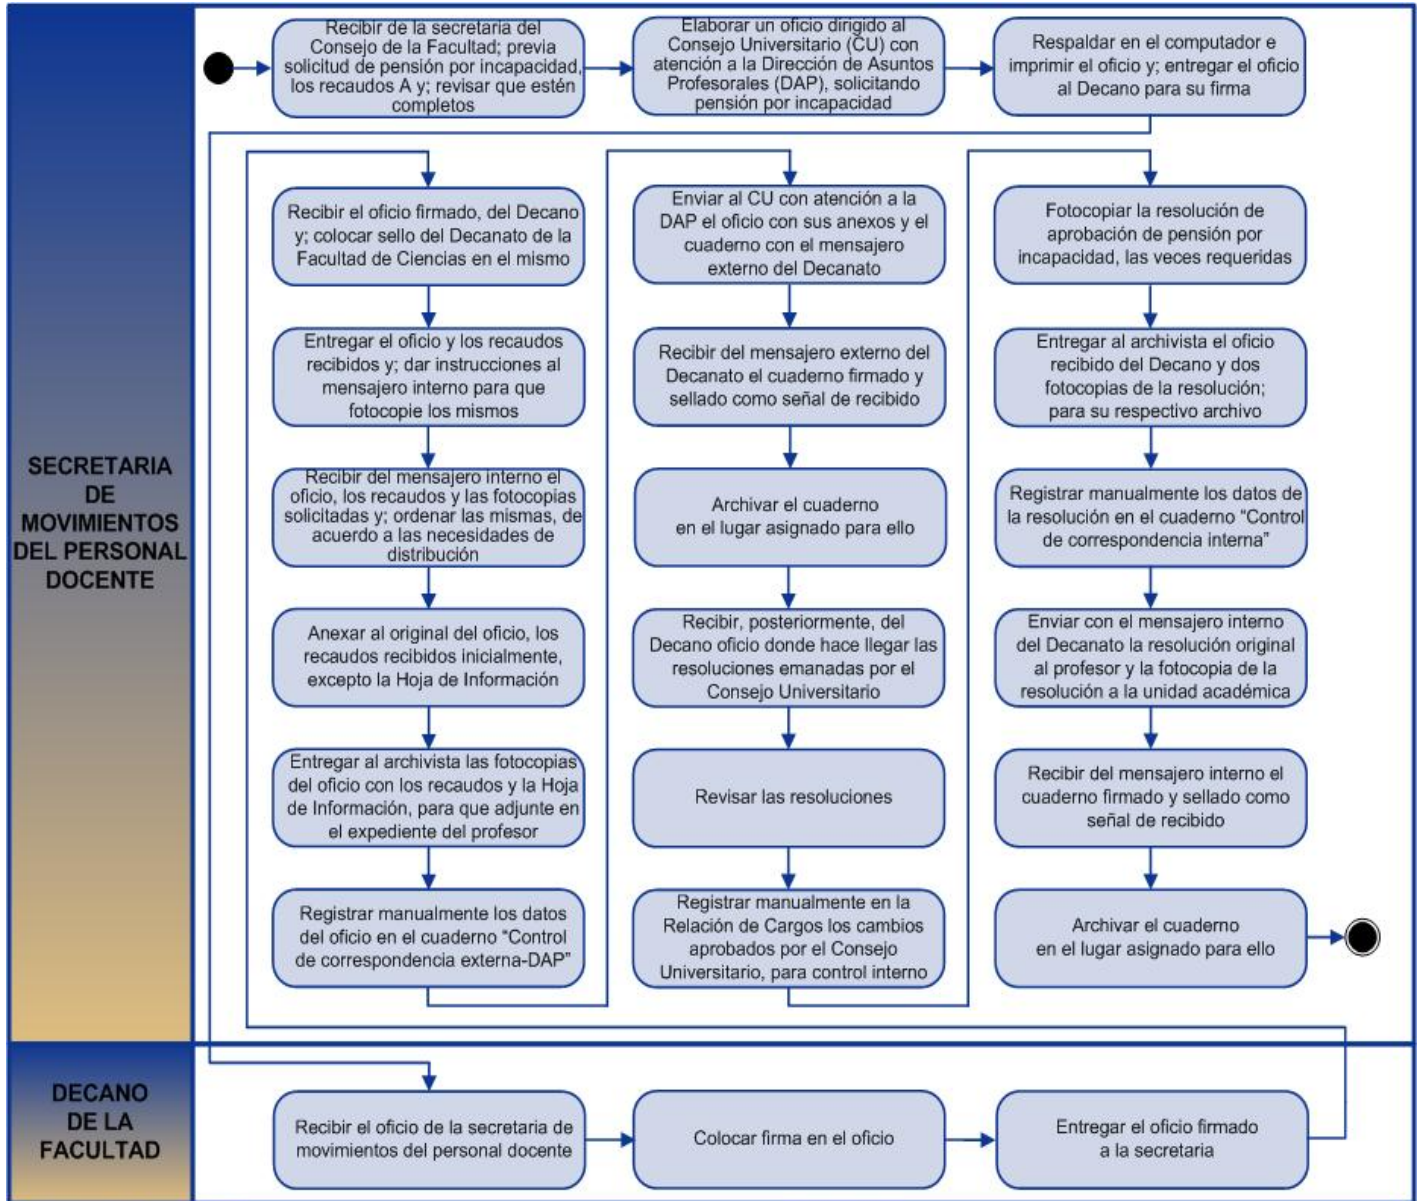 SECRETARIA
DE
MOVIMIENTOS
DEL PERSONAL
DOCENTE
Recibir de la secretaria del
Consejo de la Facultad; previa
solicitud de pensión por incapacidad,
los recaudos A y; revisar que estén
completos
Elaborar un oficio dirigido al
Consejo Universitario (CU) con
atención a la Dirección de Asuntos
Profesorales (DAP), solicitando
pensión por incapacidad
Respaldar en el computador e
imprimir el oficio y; entregar el oficio
al Decano para su firma
Recibir el oficio firmado, del Decano
y; colocar sello del Decanato de la
Facultad de Ciencias en el mismo
Entregar el oficio y los recaudos
recibidos y; dar instrucciones al
mensajero interno para que
fotocopie los mismos
Recibir del mensajero interno el
oficio, los recaudos y las fotocopias
solicitadas y; ordenar las mismas, de
acuerdo a las necesidades de
distribución
Anexar al original del oficio, los
recaudos recibidos inicialmente,
excepto la Hoja de Información
Entregar al archivista las fotocopias
del oficio con los recaudos y la Hoja
de Información, para que adjunte en
el expediente del profesor
Registrar manualmente los datos
del oficio en el cuaderno “Control
de correspondencia externa-DAP”
Enviar al CU con atención a la
DAP el oficio con sus anexos y el
cuaderno con el mensajero
externo del Decanato
Recibir del mensajero externo del
Decanato el cuaderno firmado y
sellado como señal de recibido
Archivar el cuaderno
en el lugar asignado para ello
Recibir, posteriormente, del
Decano oficio donde hace llegar las
resoluciones emanadas por el
Consejo Universitario
Revisar las resoluciones
Registrar manualmente en la
Relación de Cargos los cambios
aprobados por el Consejo
Universitario, para control interno
Fotocopiar la resolución de
aprobación de pensión por
incapacidad, las veces requeridas
Entregar al archivista el oficio
recibido del Decano y dos
fotocopias de la resolución;
para su respectivo archivo
Registrar manualmente los datos de
la resolución en el cuaderno “Control
de correspondencia interna”
Enviar con el mensajero interno
del Decanato la resolución original
al profesor y la fotocopia de la
resolución a la unidad académica
Recibir del mensajero interno el
cuaderno firmado y sellado como
señal de recibido
Archivar el cuaderno
en el lugar asignado para ello
DECANO
DE LA
FACULTAD
Recibir el oficio de la secretaria de
movimientos del personal docente
Colocar firma en el oficio
Entregar el oficio firmado
a la secretaria